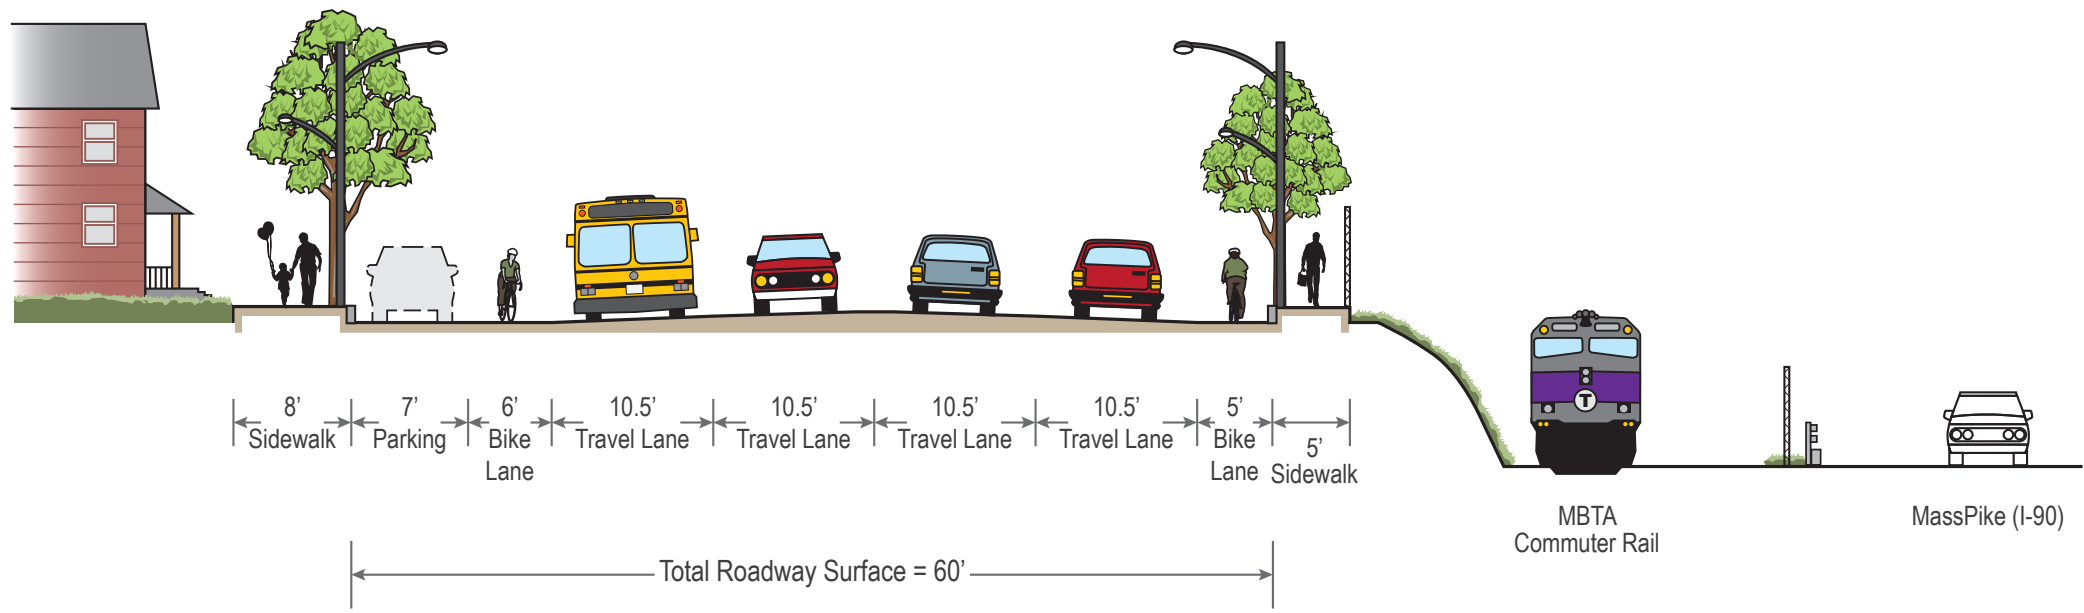 8’
Sidewalk
7’
Parking
6’
Bike
Lane
10.5’
Travel Lane
10.5’
Travel Lane
10.5’
Travel Lane
10.5’
Travel Lane
5’
Bike
Lane
5’
Sidewalk
T
MBTA
Commuter Rail
MassPike (I-90)
Total Roadway Surface = 60’